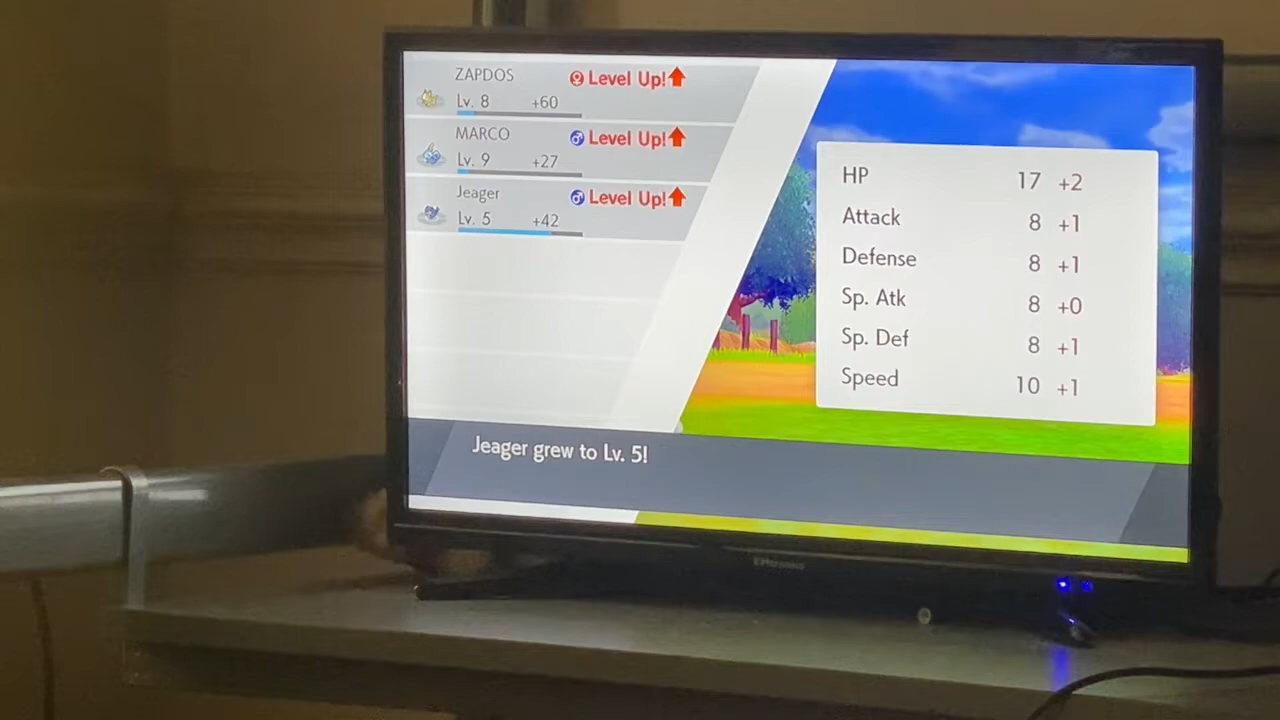 ZAPDOS ♀ Level Up!
Lv. 8 +60
MARCO ♂ Level Up!
Lv. 9 +27
Jeager ♂ Level Up!
Lv. 5 +42
HP 17 +2
Attack 8 +1
Defense 8 +1
Sp. Atk 8 +0
Sp. Def 8 +1
Speed 10 +1
Jeager grew to Lv. 5!